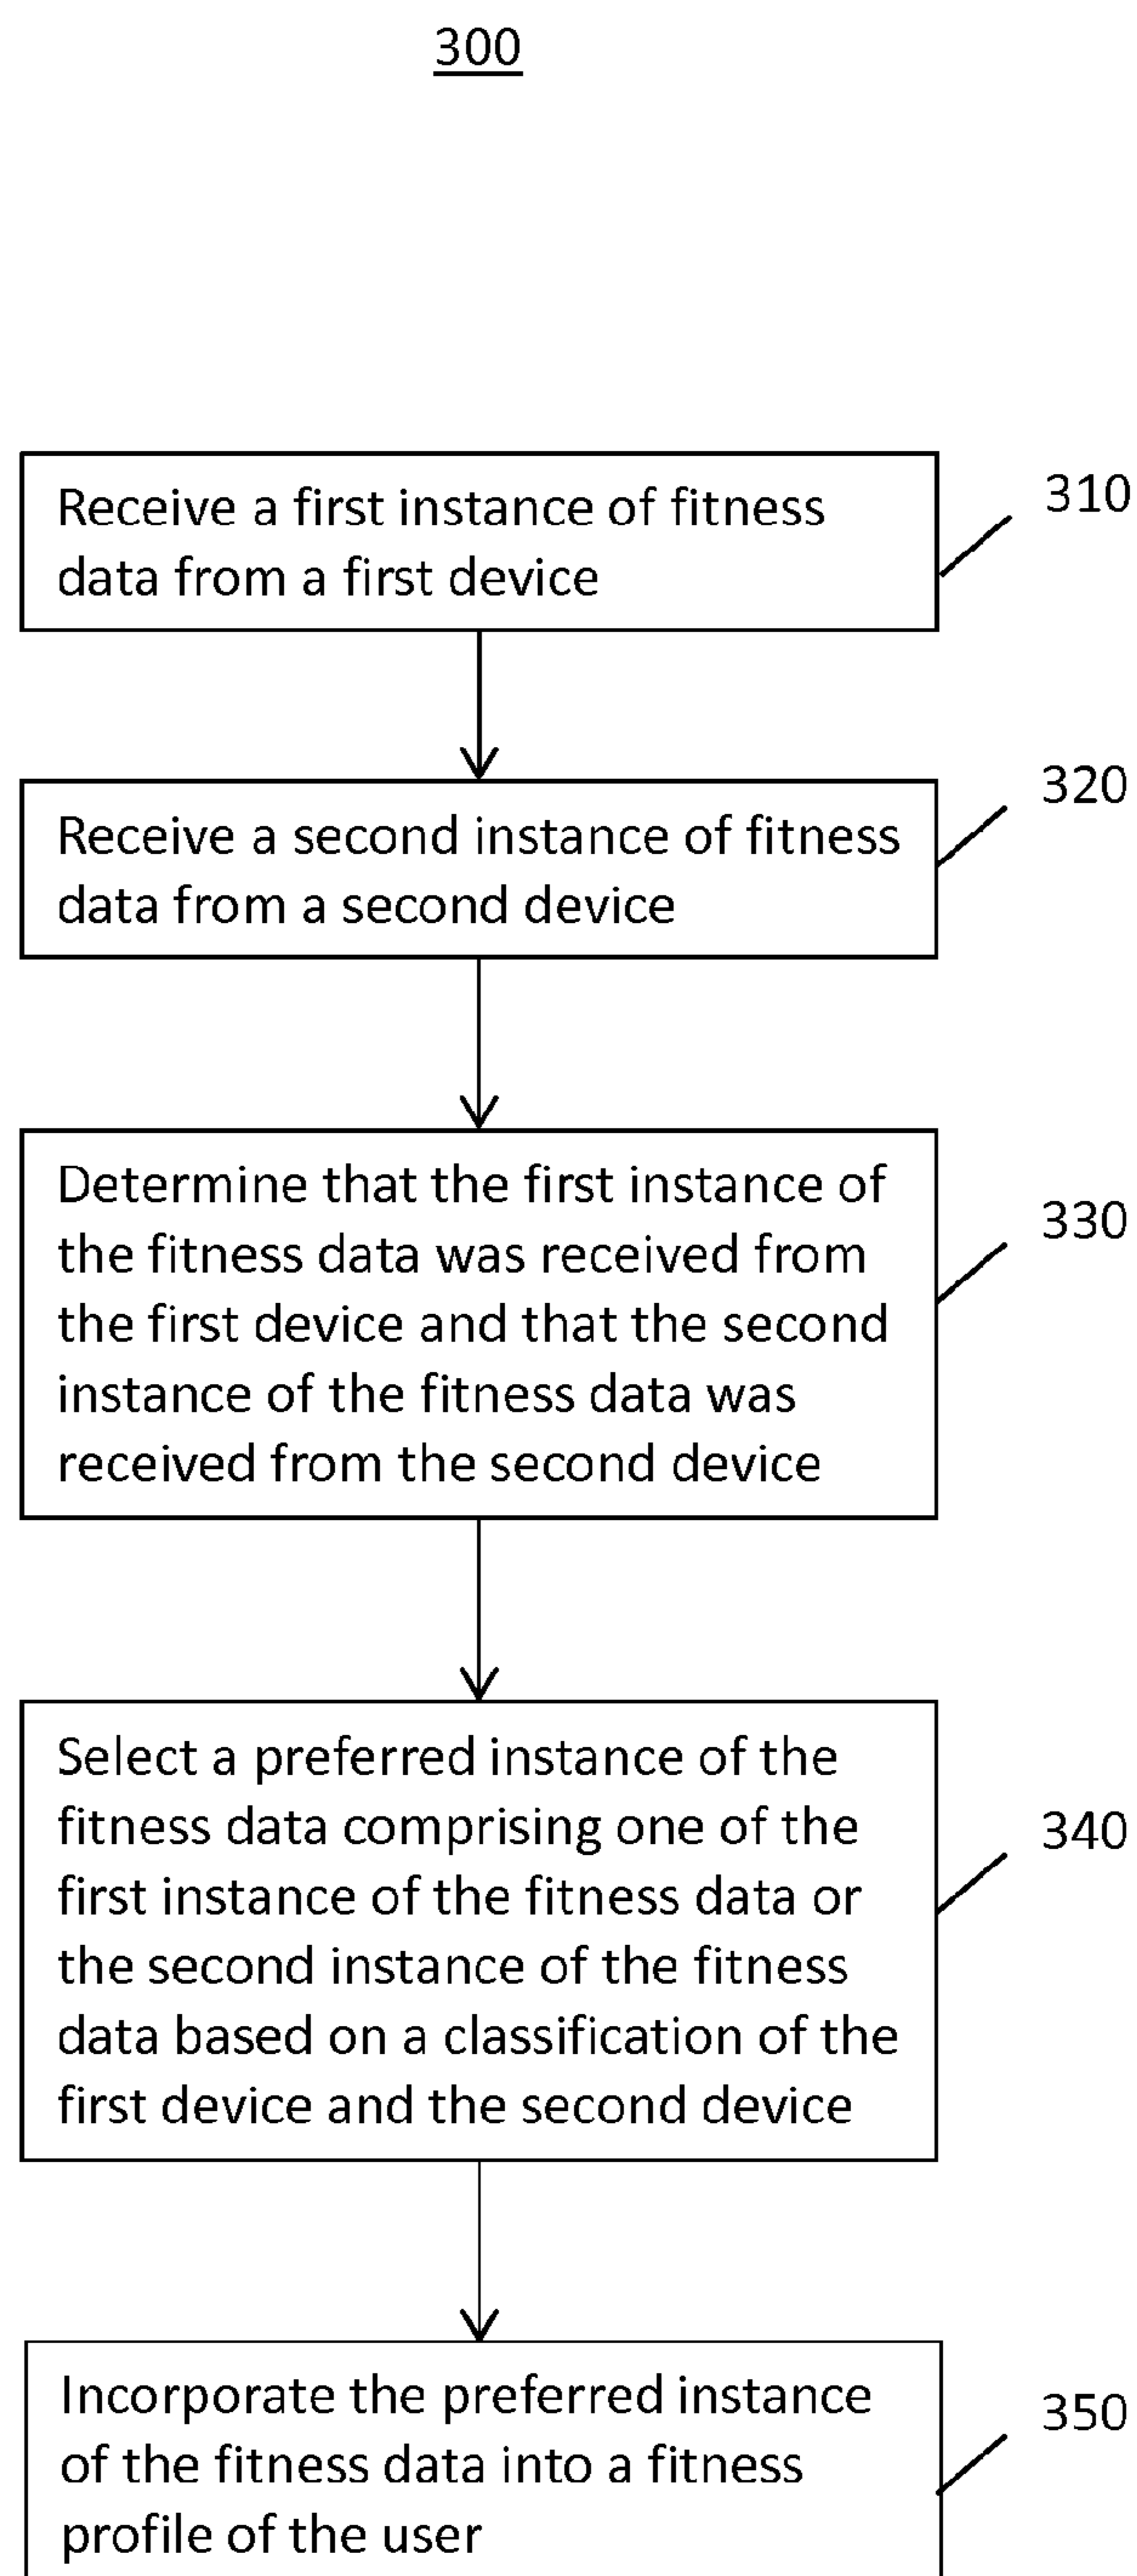 300
Receive a first instance of fitness
data from a first device
310
Receive a second instance of fitness
data from a second device
320
Determine that the first instance of
the fitness data was received from
the first device and that the second
instance of the fitness data was
received from the second device
330
Select a preferred instance of the
fitness data comprising one of the
first instance of the fitness data or
the second instance of the fitness
data based on a classification of the
first device and the second device
340
Incorporate the preferred instance
of the fitness data into a fitness
profile of the user
350